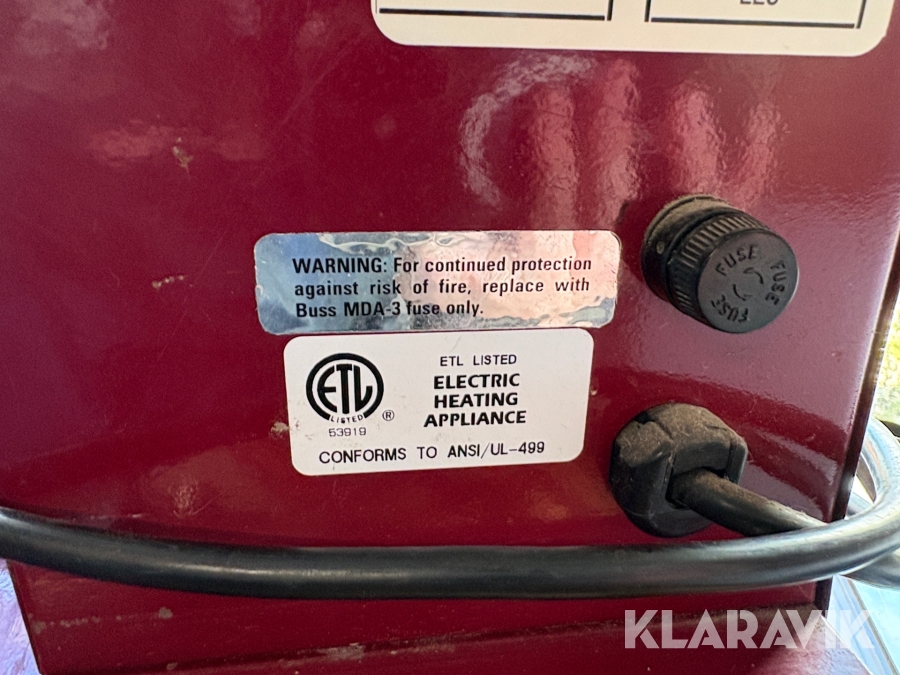 WARNING: For continued protection
against risk of fire, replace with
Buss MDA-3 fuse only.
FUSE FUSE FUSE
ETL LISTED
ELECTRIC
HEATING
APPLIANCE
ETL
LISTED
®
53919
CONFORMS TO ANSI/UL-499
KLARAVIK